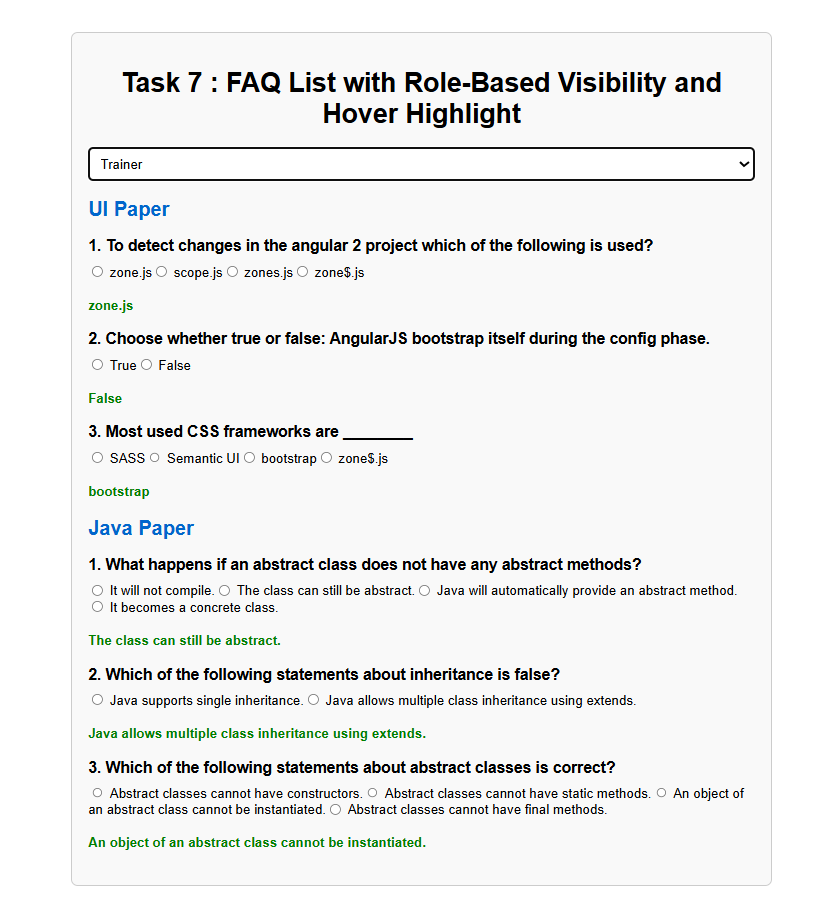 Task 7 : FAQ List with Role-Based Visibility and
Hover Highlight
Trainer
UI Paper
1. To detect changes in the angular 2 project which of the following is used?
zone.js scope.js zones.js zone$.js
zone.js
2. Choose whether true or false: AngularJS bootstrap itself during the config phase.
True False
False
3. Most used CSS frameworks are ________
SASS Semantic UI bootstrap zone$.js
bootstrap
Java Paper
1. What happens if an abstract class does not have any abstract methods?
It will not compile. The class can still be abstract. Java will automatically provide an abstract method.
It becomes a concrete class.
The class can still be abstract.
2. Which of the following statements about inheritance is false?
Java supports single inheritance. Java allows multiple class inheritance using extends.
Java allows multiple class inheritance using extends.
3. Which of the following statements about abstract classes is correct?
Abstract classes cannot have constructors. Abstract classes cannot have static methods. An object of
an abstract class cannot be instantiated. Abstract classes cannot have final methods.
An object of an abstract class cannot be instantiated.